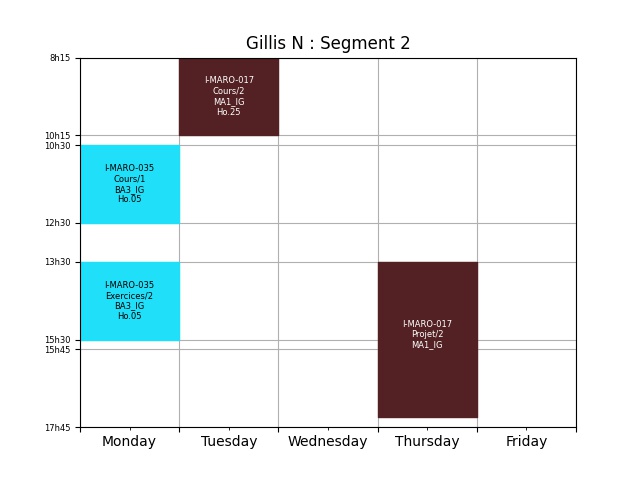 Gillis N : Segment 2
8h15
I-MARO-017
Cours/2
MA1_IG
Ho.25
10h15
10h30
I-MARO-035
Cours/1
BA3_IG
Ho.05
12h30
13h30
I-MARO-035
Exercices/2
BA3_IG
Ho.05
I-MARO-017
Projet/2
MA1_IG
15h30
15h45
17h45
Monday
Tuesday
Wednesday
Thursday
Friday